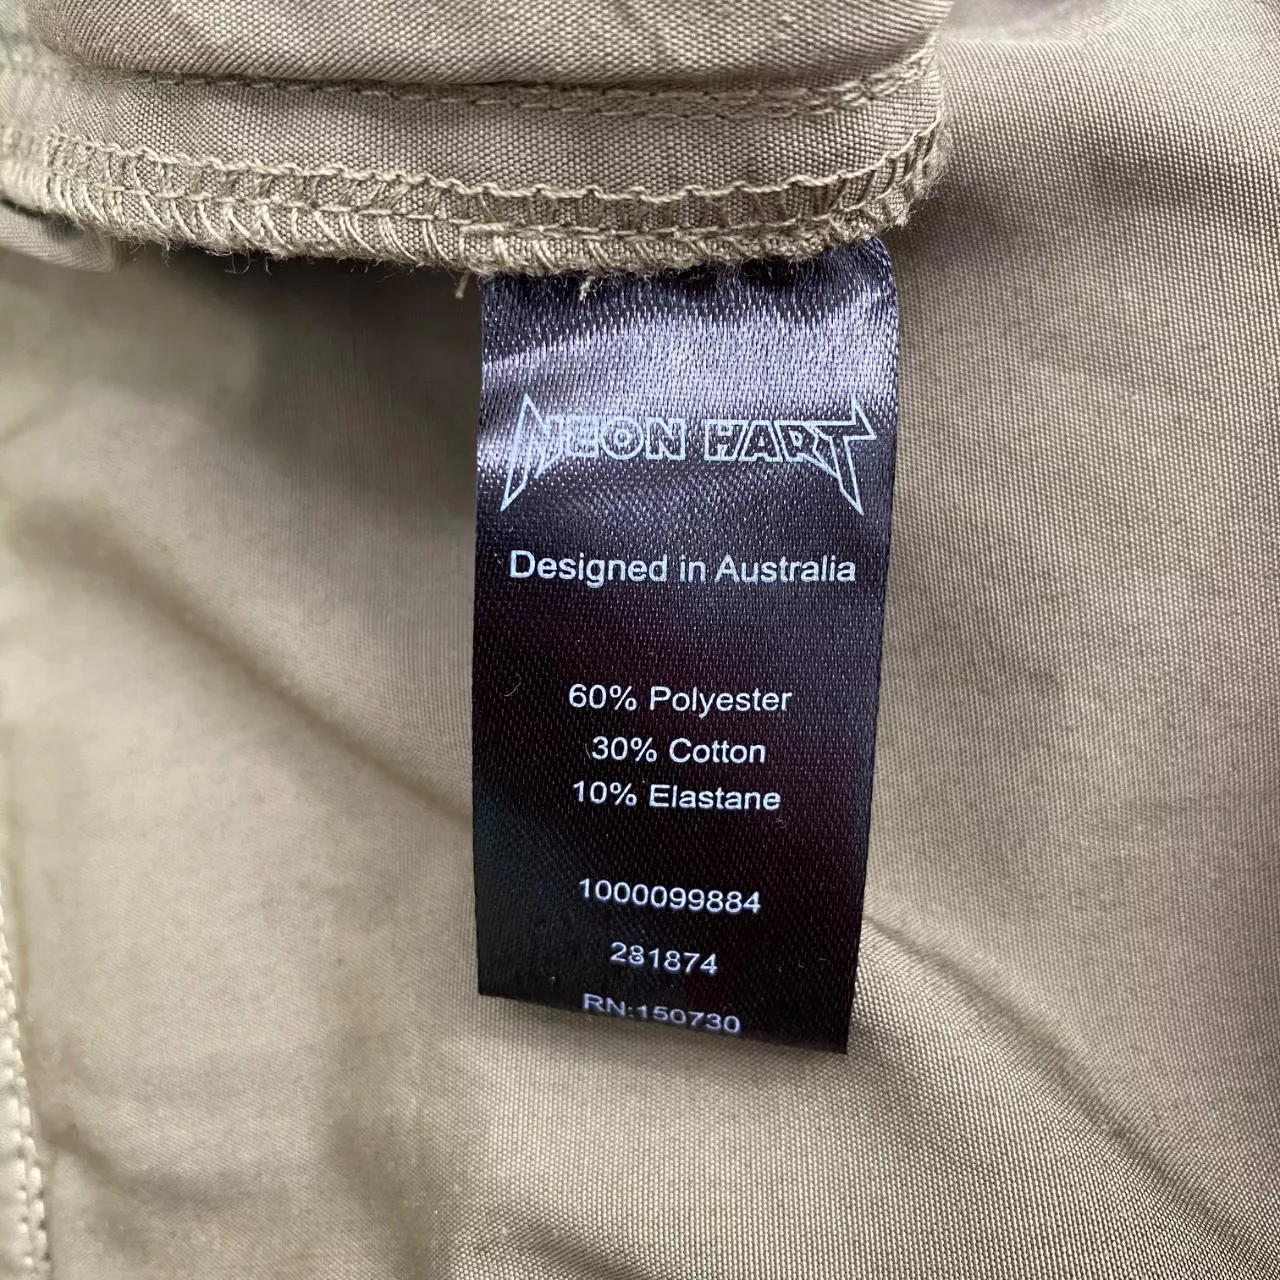 NEON HART
Designed in Australia
60% Polyester
30% Cotton
10% Elastane
1000099884
281874
RN:150730